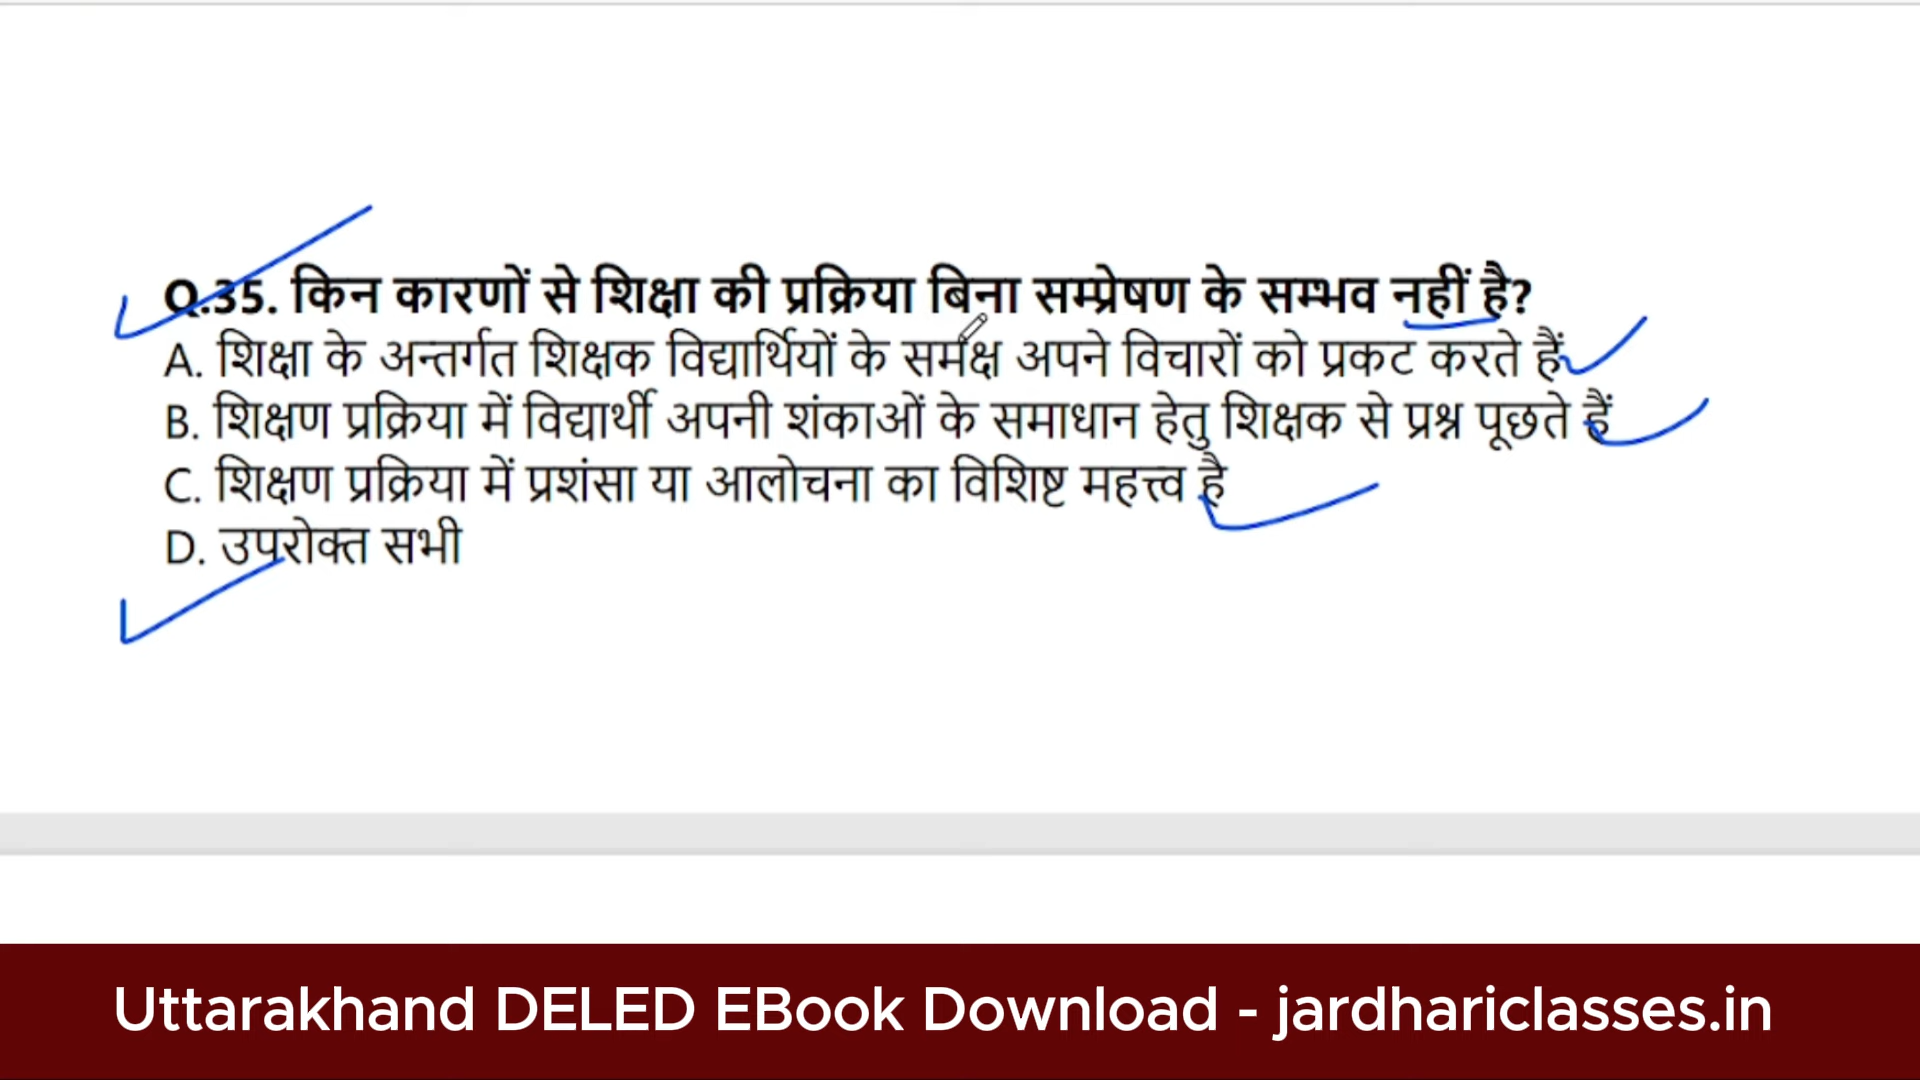 Q.35. किन कारणों से शिक्षा की प्रक्रिया बिना सम्प्रेषण के सम्भव नहीं है?
A. शिक्षा के अन्तर्गत शिक्षक विद्यार्थियों के समक्ष अपने विचारों को प्रकट करते हैं
B. शिक्षण प्रक्रिया में विद्यार्थी अपनी शंकाओं के समाधान हेतु शिक्षक से प्रश्न पूछते हैं
C. शिक्षण प्रक्रिया में प्रशंसा या आलोचना का विशिष्ट महत्त्व है
D. उपरोक्त सभी
Uttarakhand DELED EBook Download - jardhariclasses.in